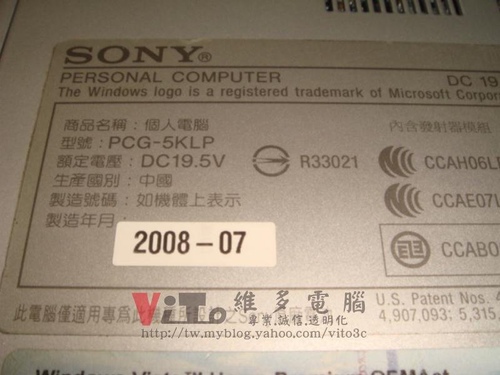 SONY®
PERSONAL COMPUTER
DC 19
The Windows logo is a registered trademark of Microsoft Corpor
商品名稱：個人電腦
內含發射器模組
型號：PCG-5KLP
額定電壓：DC19.5V
R33021
CCAH06LP
生產國別：中國
製造號碼：如機體上表示
CCAE07L
製造年月：
2008-07
CCAB0
ViTo 維多電腦
專業.誠信.透明化
U.S. Patent Nos.
此電腦僅適用專為此機
http://tw.myblog.yahoo.com/vito3c
4,907,093; 5,315,